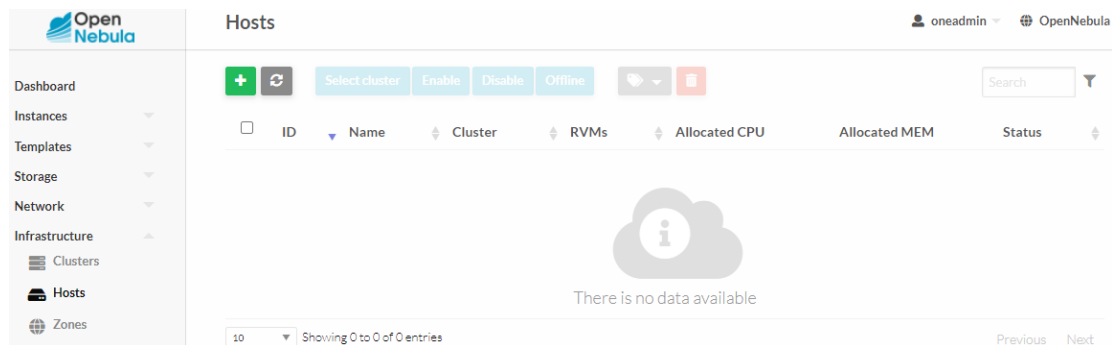 Open
Nebula
Hosts
oneadmin
OpenNebula
Dashboard
Instances
Templates
Storage
Network
Infrastructure
Clusters
Hosts
Zones
Select cluster Enable Disable Offline
Search
ID Name Cluster RVMs Allocated CPU Allocated MEM Status
There is no data available
10 Showing 0 to 0 of 0 entries
Previous Next